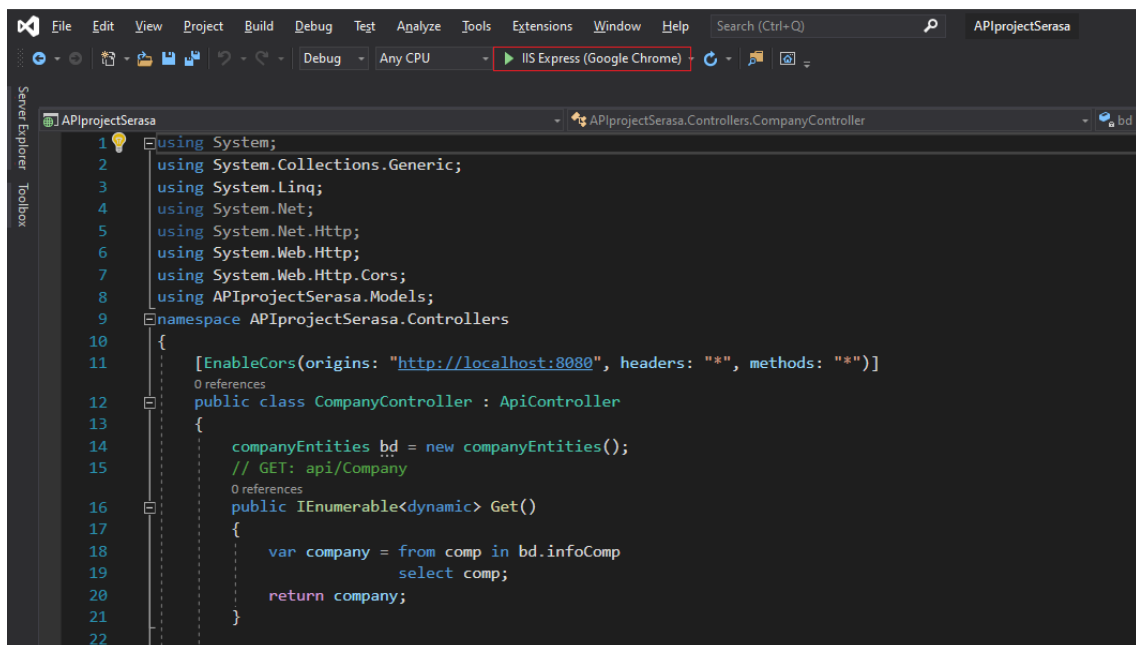 File Edit View Project Build Debug Test Analyze Tools Extensions Window Help Search (Ctrl+Q) APIprojectSerasa
Debug Any CPU IIS Express (Google Chrome)
Server Explorer
Toolbox
APIprojectSerasa APIprojectSerasa.Controllers.CompanyController bd
1 using System;
2 using System.Collections.Generic;
3 using System.Linq;
4 using System.Net;
5 using System.Net.Http;
6 using System.Web.Http;
7 using System.Web.Http.Cors;
8 using APIprojectSerasa.Models;
9 namespace APIprojectSerasa.Controllers
10 {
11 [EnableCors(origins: "http://localhost:8080", headers: "*", methods: "*")]
0 references
12 public class CompanyController : ApiController
13 {
14 companyEntities bd = new companyEntities();
15 // GET: api/Company
0 references
16 public IEnumerable<dynamic> Get()
17 {
18 var company = from comp in bd.infoComp
19 select comp;
20 return company;
21 }
22